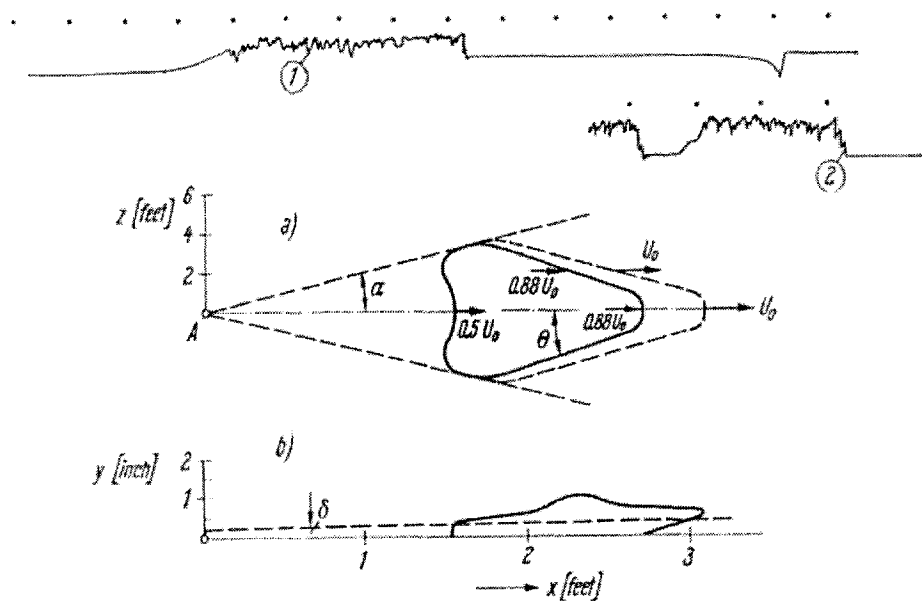 1
2
z [feet]
6
4
2
a)
A
α
0.5 U₀
0.88 U₀
θ
0.88 U₀
U₀
U₀
b)
y [inch]
2
1
δ
1
2
3
x [feet]